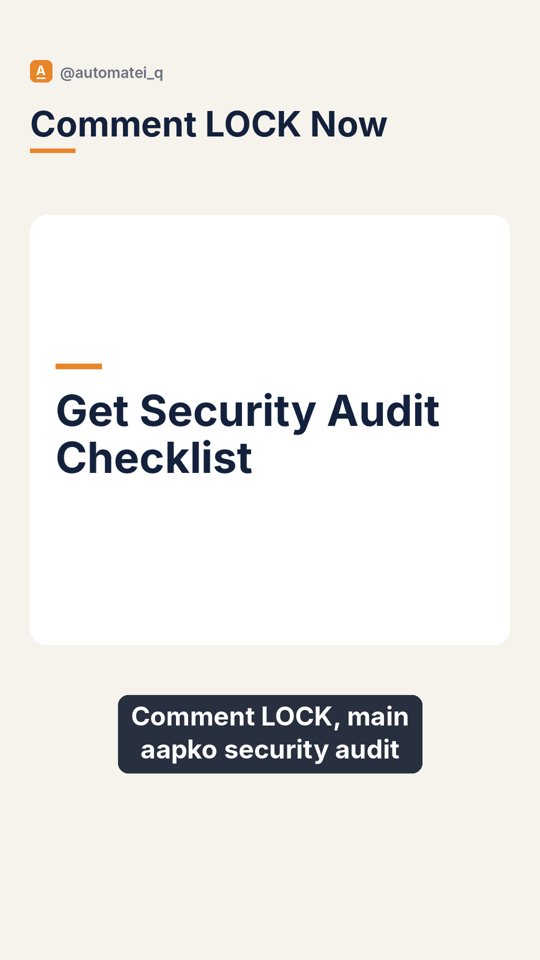 A
@automatei_q
Comment LOCK Now
Get Security Audit
Checklist
Comment LOCK, main
aapko security audit